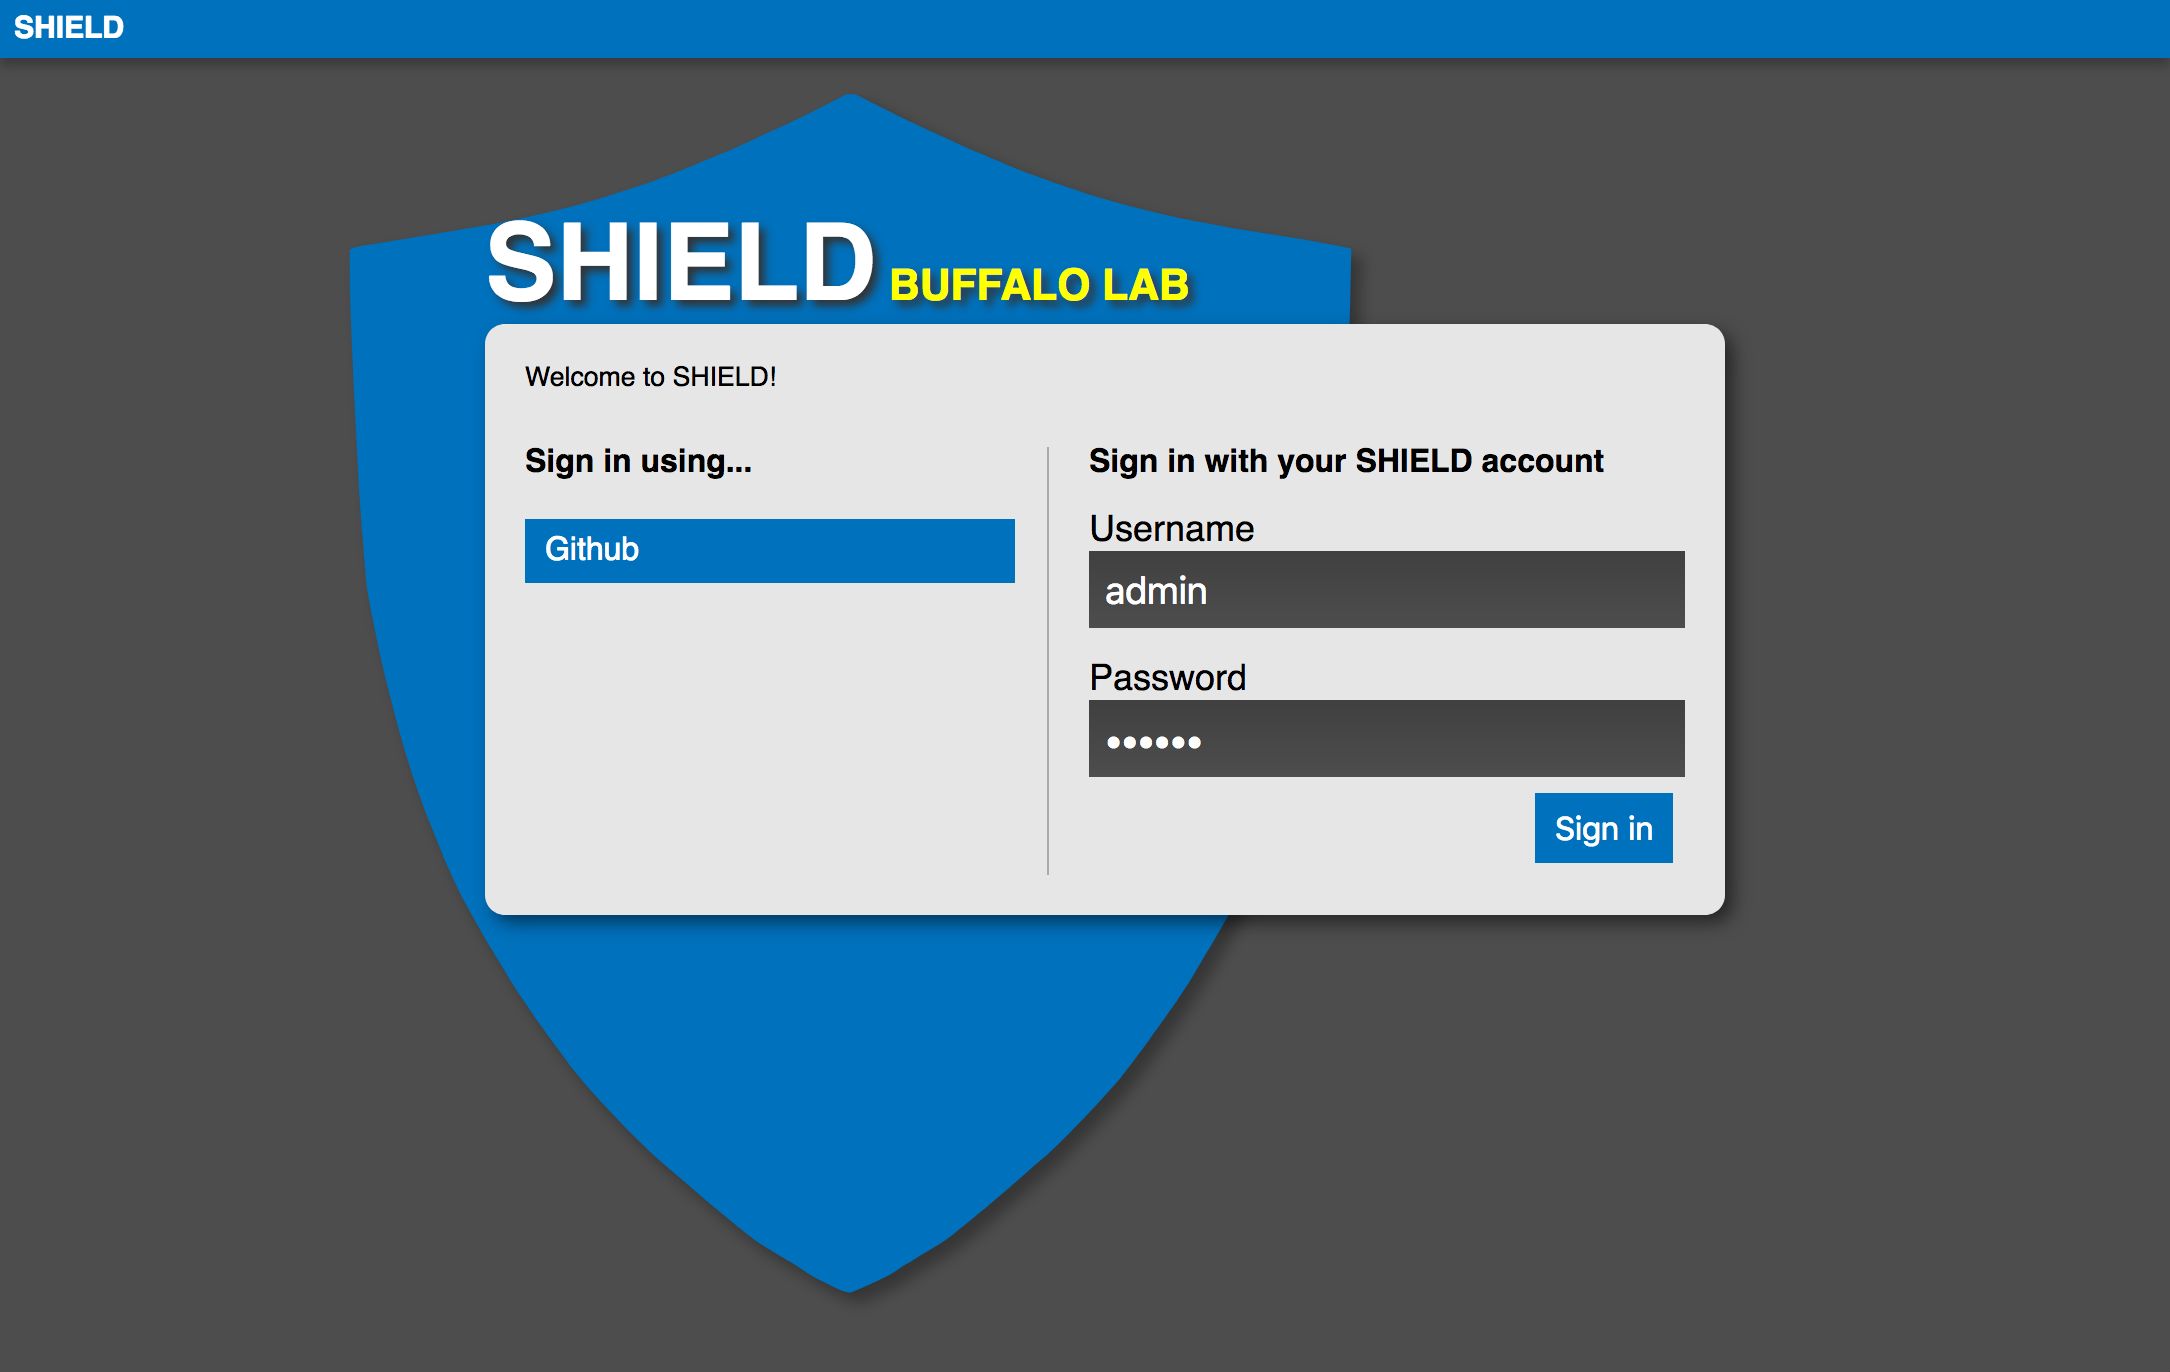 SHIELD
SHIELD BUFFALO LAB
Welcome to SHIELD!
Sign in using...
Github
Sign in with your SHIELD account
Username
admin
Password
••••••
Sign in